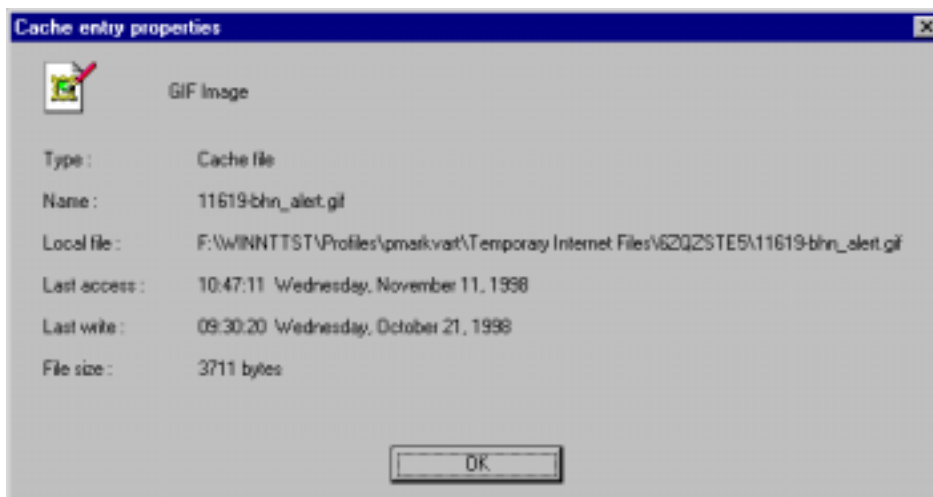 Cache entry properties
GIF Image
Type : Cache file
Name : 11619-bhn_alert.gif
Local file : F:\WINNTTST\Profiles\pmarkvart\Temporary Internet Files\6ZQZSTE5\11619-bhn_alert.gif
Last access : 10:47:11 Wednesday, November 11, 1998
Last write : 09:30:20 Wednesday, October 21, 1998
File size : 3711 bytes
OK